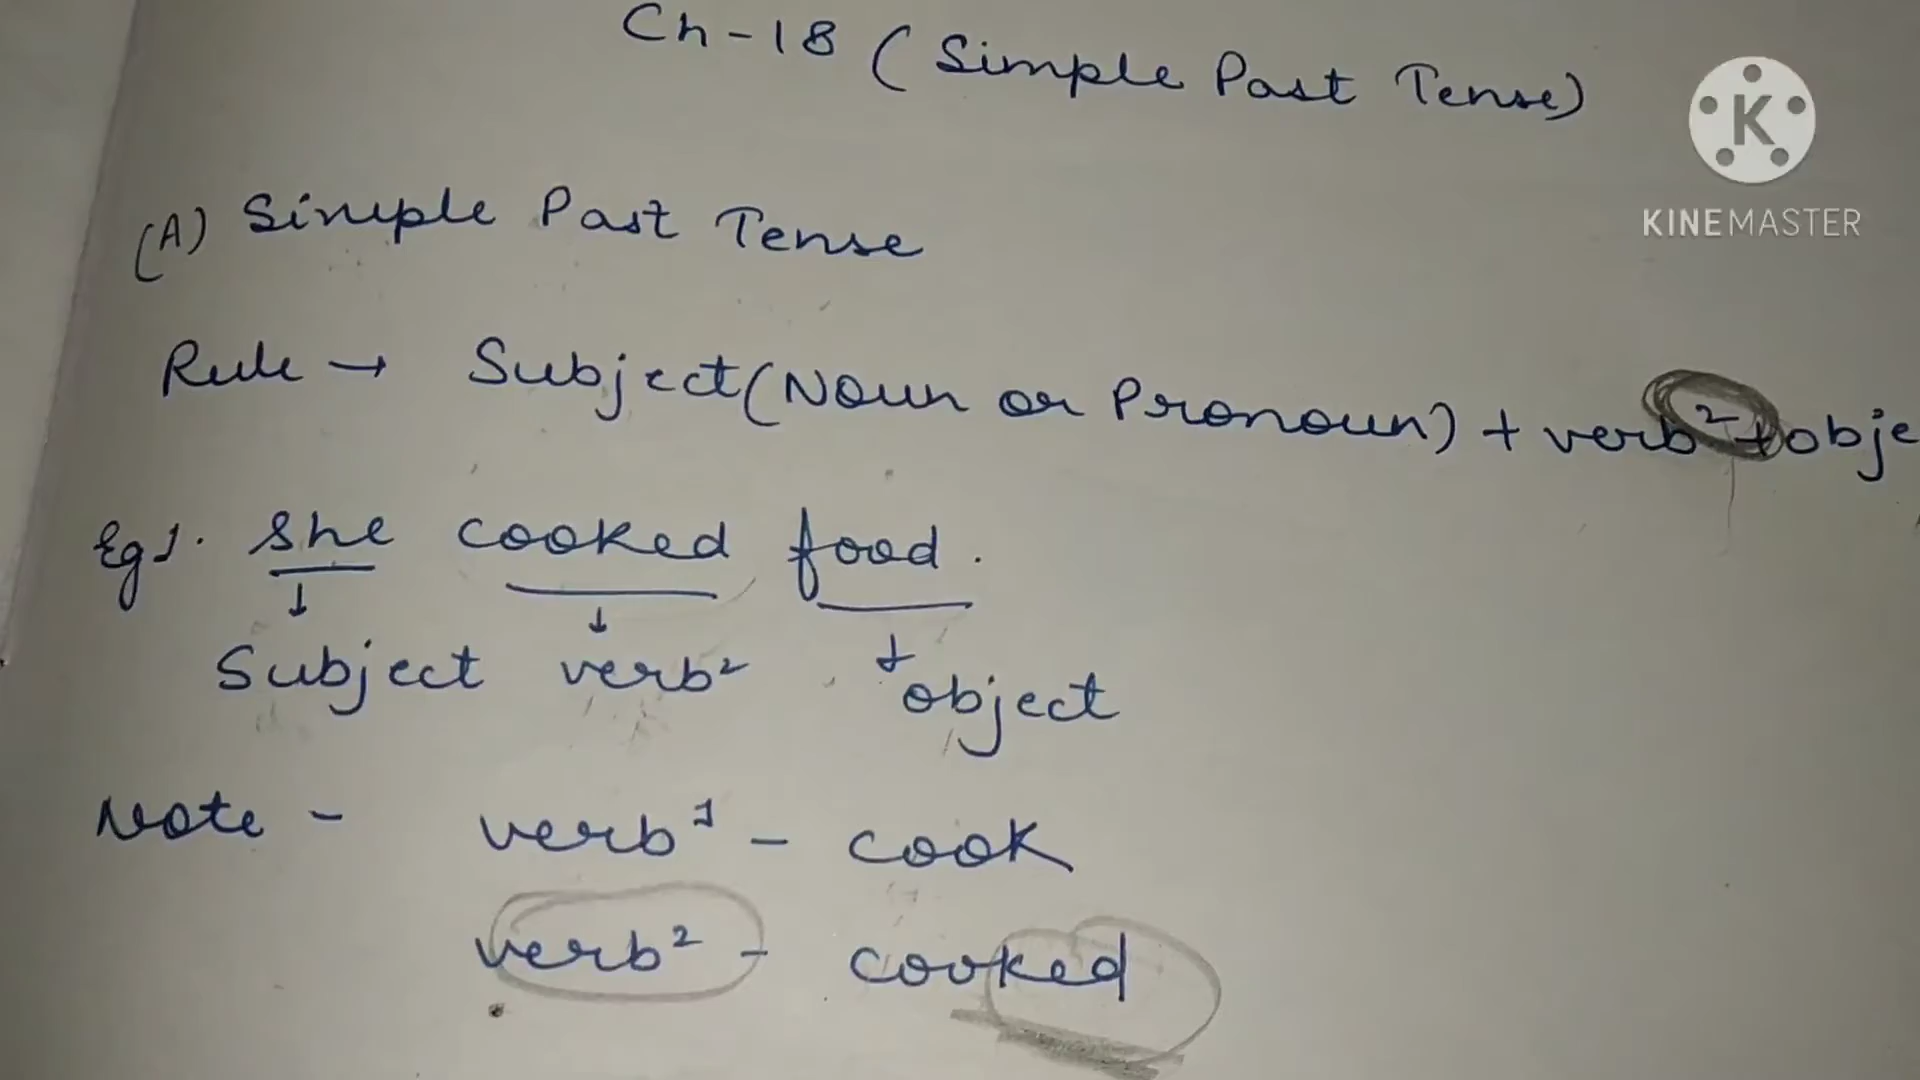 Ch-18 (Simple Past Tense)
K
KINEMASTER
(A) Simple Past Tense
Rule → Subject (Noun or Pronoun) + verb² + obje
Eg 1. She cooked food.
↓ ↓ ↓
Subject verb² object
Note - verb¹ - cook
verb² - cooked